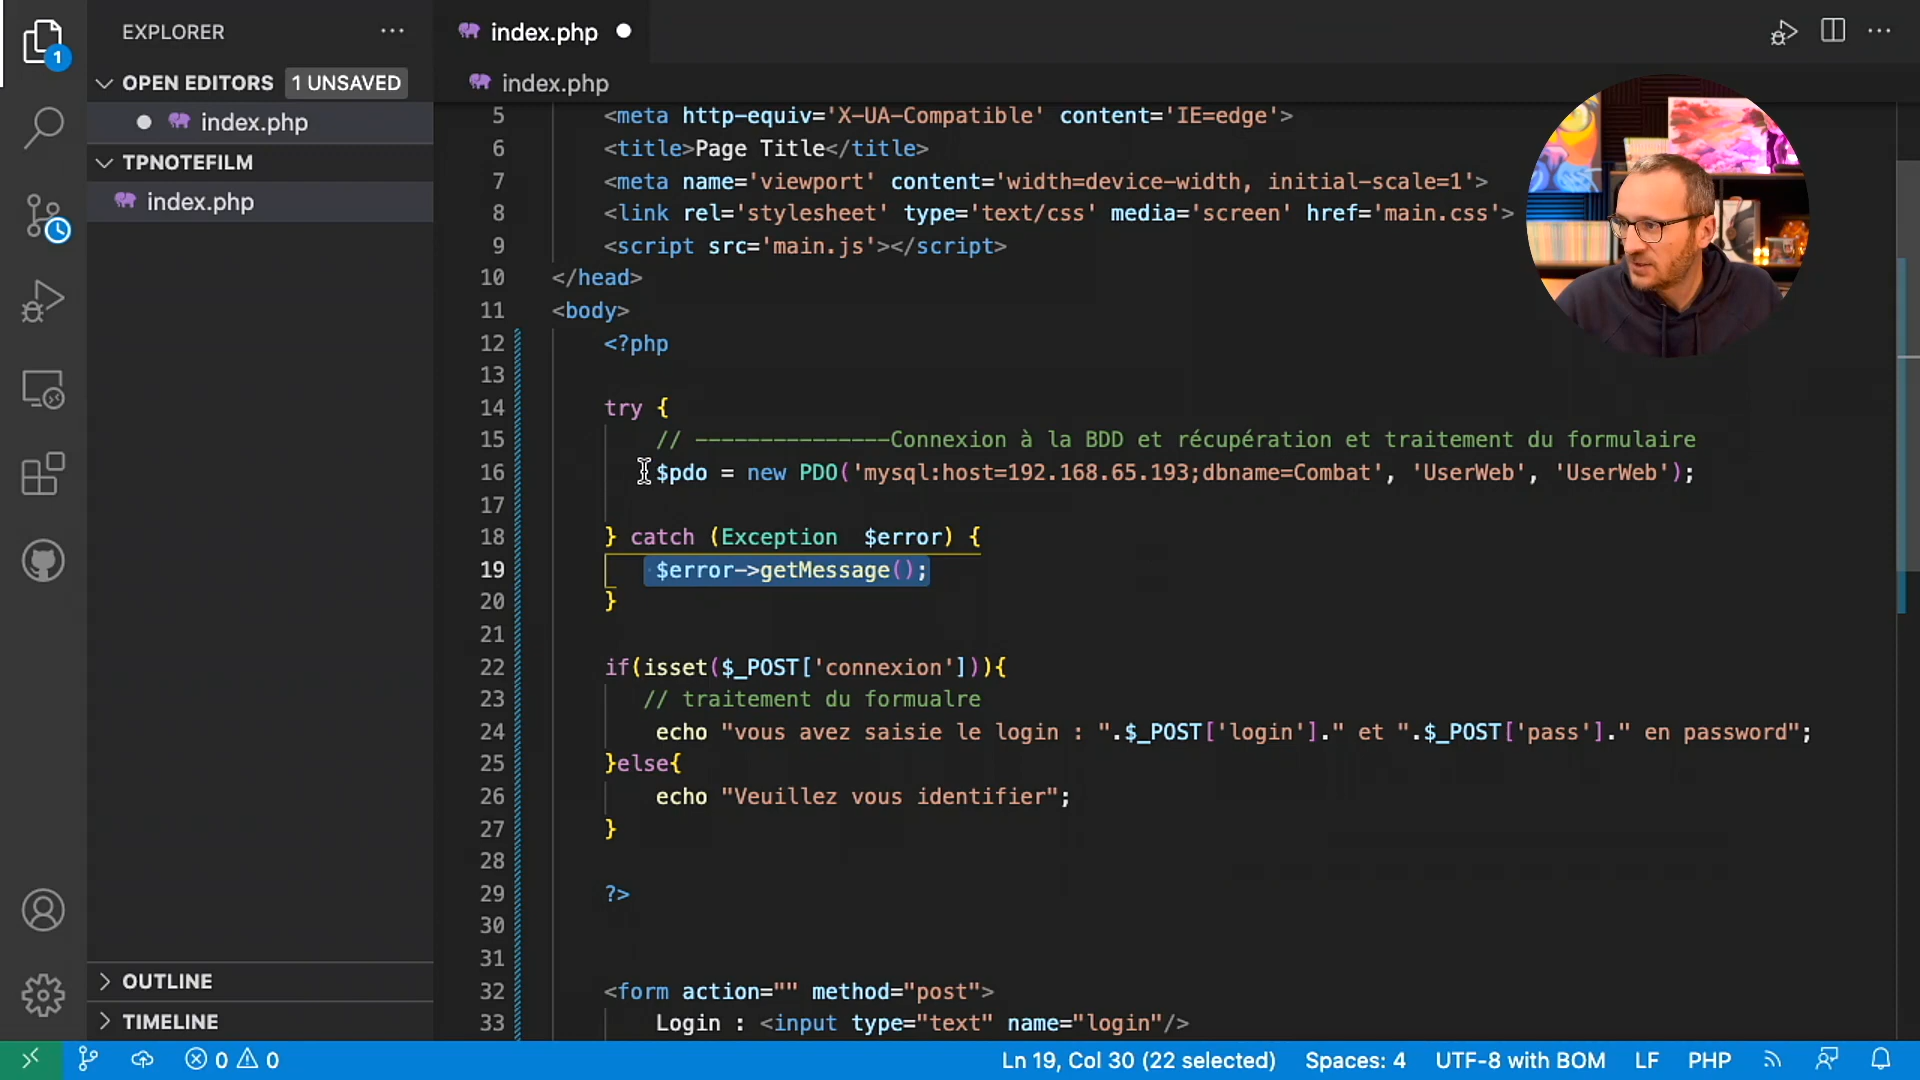 EXPLORER
index.php
OPEN EDITORS 1 UNSAVED
index.php
TPNOTEFILM
index.php
OUTLINE
TIMELINE
index.php
5 <meta http-equiv='X-UA-Compatible' content='IE=edge'>
6 <title>Page Title</title>
7 <meta name='viewport' content='width=device-width, initial-scale=1'>
8 <link rel='stylesheet' type='text/css' media='screen' href='main.css'>
9 <script src='main.js'></script>
10 </head>
11 <body>
12 <?php
13
14 try {
15 // ---------------Connexion à la BDD et récupération et traitement du formulaire
16 $pdo = new PDO('mysql:host=192.168.65.193;dbname=Combat', 'UserWeb', 'UserWeb');
17
18 } catch (Exception  $error) {
19 $error->getMessage();
20 }
21
22 if(isset($_POST['connexion'])){
23 // traitement du formualre
24 echo "vous avez saisie le login : ".$_POST['login']." et ".$_POST['pass']." en password";
25 }else{
26 echo "Veuillez vous identifier";
27 }
28
29 ?>
30
31
32 <form action="" method="post">
33 Login : <input type="text" name="login"/>
1
0 0 Ln 19, Col 30 (22 selected) Spaces: 4 UTF-8 with BOM LF PHP